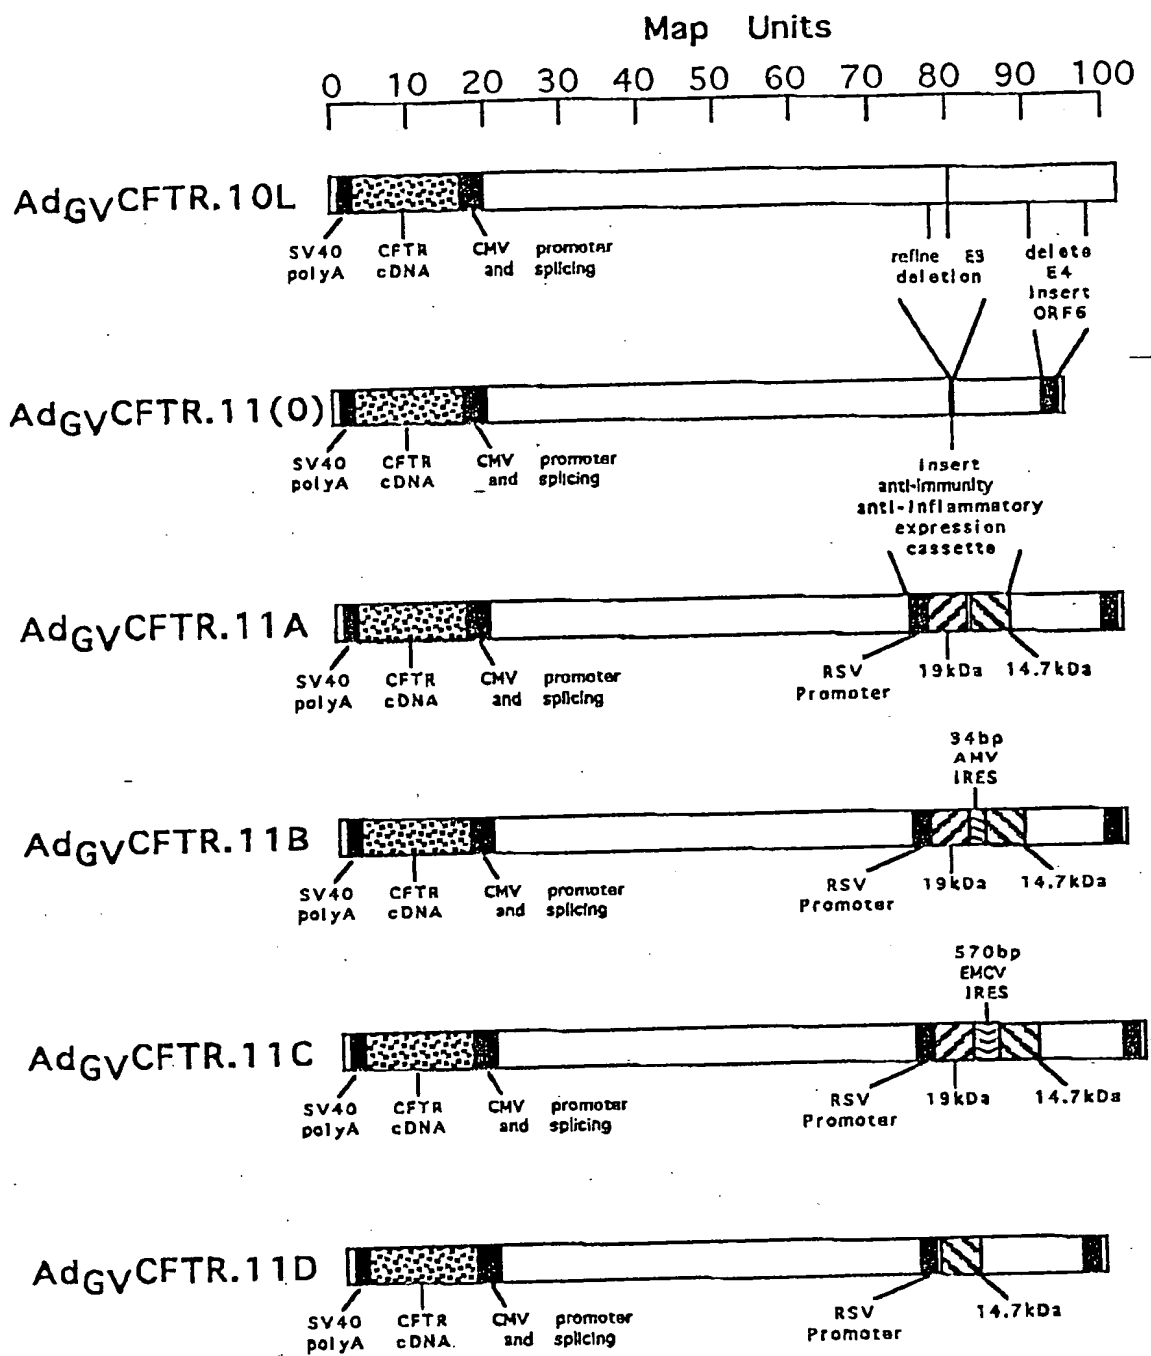 Map Units
0 10 20 30 40 50 60 70 80 90 100
AdGVCFTR.10L
SV40 polyA
CFTR cDNA
CMV promoter and splicing
refine E3 deletion
delete E4 insert ORF6
AdGVCFTR.11(0)
SV40 polyA
CFTR cDNA
CMV promoter and splicing
insert
anti-immunity
anti-inflammatory
expression
cassette
AdGVCFTR.11A
SV40 polyA
CFTR cDNA
CMV promoter and splicing
RSV Promoter
19kDa
14.7kDa
34bp
AMV
IRES
AdGVCFTR.11B
SV40 polyA
CFTR cDNA
CMV promoter and splicing
RSV Promoter
19kDa
14.7kDa
570bp
EMCV
IRES
AdGVCFTR.11C
SV40 polyA
CFTR cDNA
CMV promoter and splicing
RSV Promoter
19kDa
14.7kDa
AdGVCFTR.11D
SV40 polyA
CFTR cDNA.
CMV promoter and splicing
RSV Promoter
14.7kDa